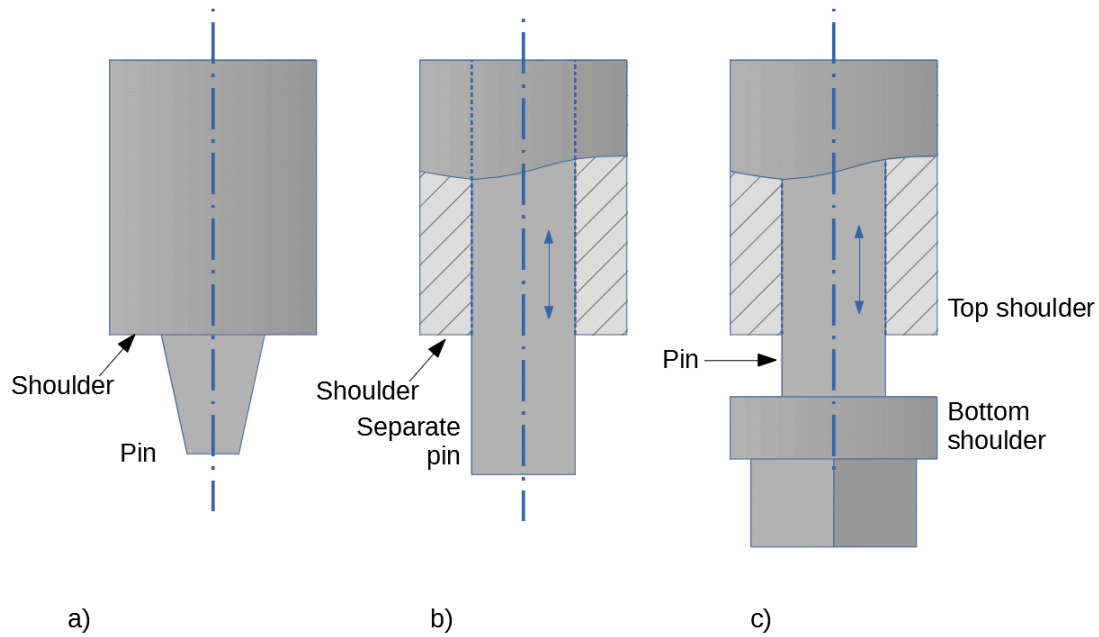 Shoulder
Pin
a)
Shoulder
Separate
pin
b)
Top shoulder
Pin
Bottom
shoulder
c)